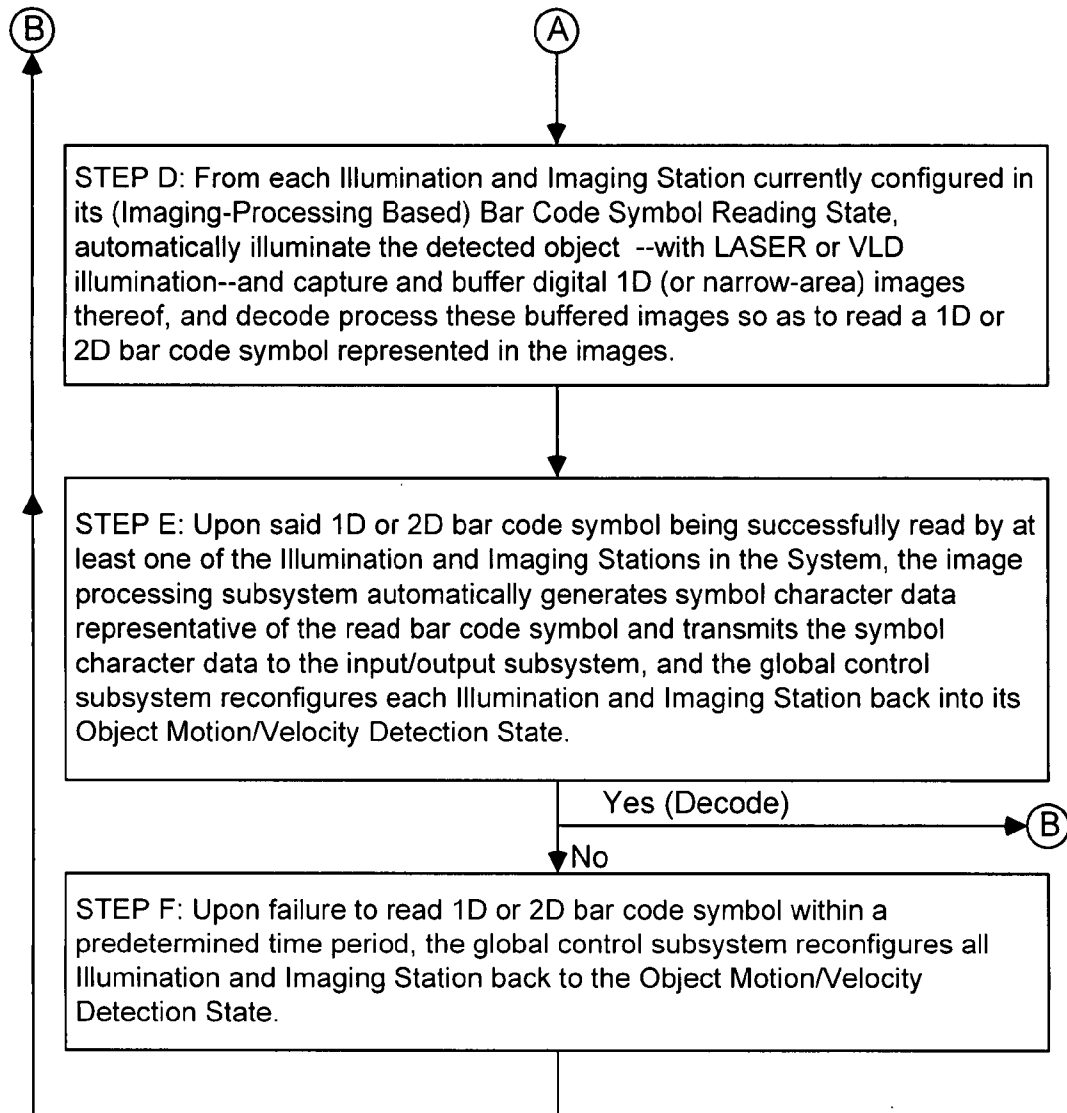 B
A
STEP D: From each Illumination and Imaging Station currently configured in
its (Imaging-Processing Based) Bar Code Symbol Reading State,
automatically illuminate the detected object --with LASER or VLD
illumination--and capture and buffer digital 1D (or narrow-area) images
thereof, and decode process these buffered images so as to read a 1D or
2D bar code symbol represented in the images.
STEP E: Upon said 1D or 2D bar code symbol being successfully read by at
least one of the Illumination and Imaging Stations in the System, the image
processing subsystem automatically generates symbol character data
representative of the read bar code symbol and transmits the symbol
character data to the input/output subsystem, and the global control
subsystem reconfigures each Illumination and Imaging Station back into its
Object Motion/Velocity Detection State.
Yes (Decode)
B
No
STEP F: Upon failure to read 1D or 2D bar code symbol within a
predetermined time period, the global control subsystem reconfigures all
Illumination and Imaging Station back to the Object Motion/Velocity
Detection State.